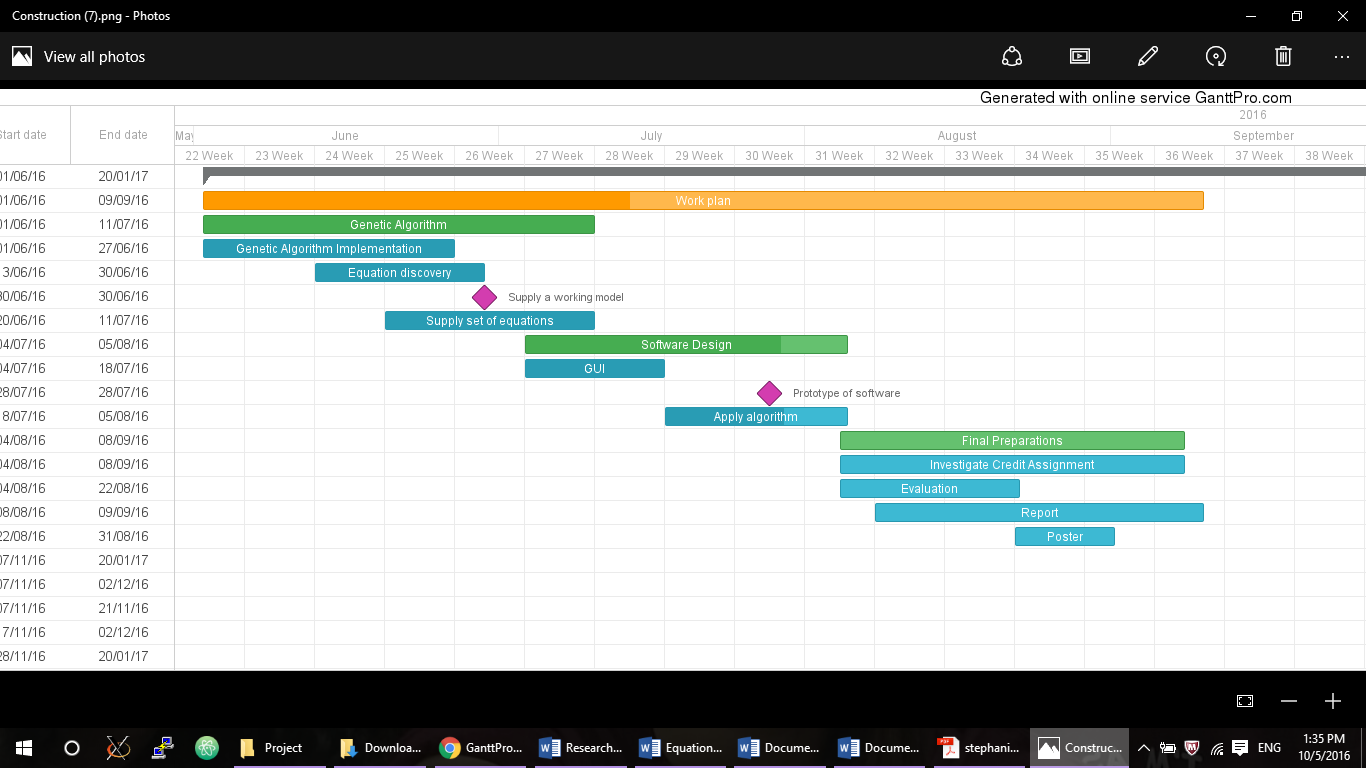 Construction (7).png - Photos
View all photos
Generated with online service GanttPro.com
2016
Start date End date May June July August September
22 Week 23 Week 24 Week 25 Week 26 Week 27 Week 28 Week 29 Week 30 Week 31 Week 32 Week 33 Week 34 Week 35 Week 36 Week 37 Week 38 Week
01/06/16 20/01/17
01/06/16 09/09/16 Work plan
01/06/16 11/07/16 Genetic Algorithm
01/06/16 27/06/16 Genetic Algorithm Implementation
3/06/16 30/06/16 Equation discovery
30/06/16 30/06/16 Supply a working model
20/06/16 11/07/16 Supply set of equations
04/07/16 05/08/16 Software Design
04/07/16 18/07/16 GUI
28/07/16 28/07/16 Prototype of software
8/07/16 05/08/16 Apply algorithm
04/08/16 08/09/16 Final Preparations
04/08/16 08/09/16 Investigate Credit Assignment
04/08/16 22/08/16 Evaluation
08/08/16 09/09/16 Report
22/08/16 31/08/16 Poster
07/11/16 20/01/17
07/11/16 02/12/16
07/11/16 21/11/16
7/11/16 02/12/16
28/11/16 20/01/17
Project Downloa... GanttPro... Research... Equation... Docume... Docume... stephani... Construc... ENG 1:35 PM
10/5/2016